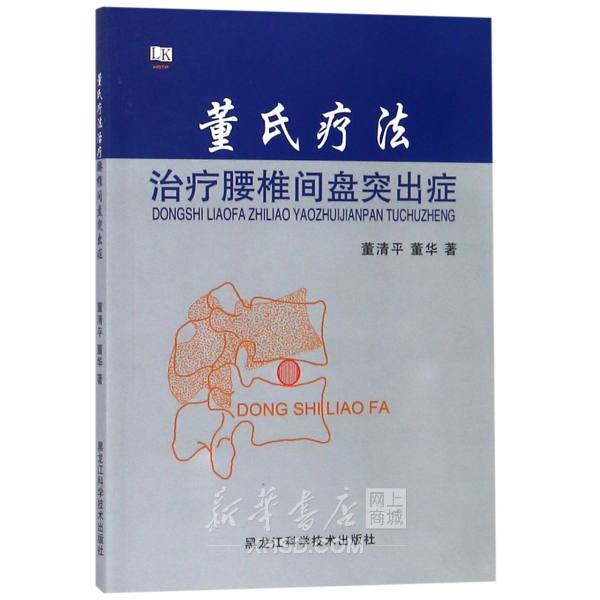 LK
董氏疗法
治疗腰椎间盘突出症
DONGSHI LIAOFA ZHILIAO YAOZHUIJIANPAN TUCHUZHENG
董清平 董华 著
DONG SHI LIAO FA
新华书店
网上
商城
XHSD.COM
黑龙江科学技术出版社
董氏疗法治疗腰椎间盘突出症
董清平 董华 著
黑龙江科学技术出版社